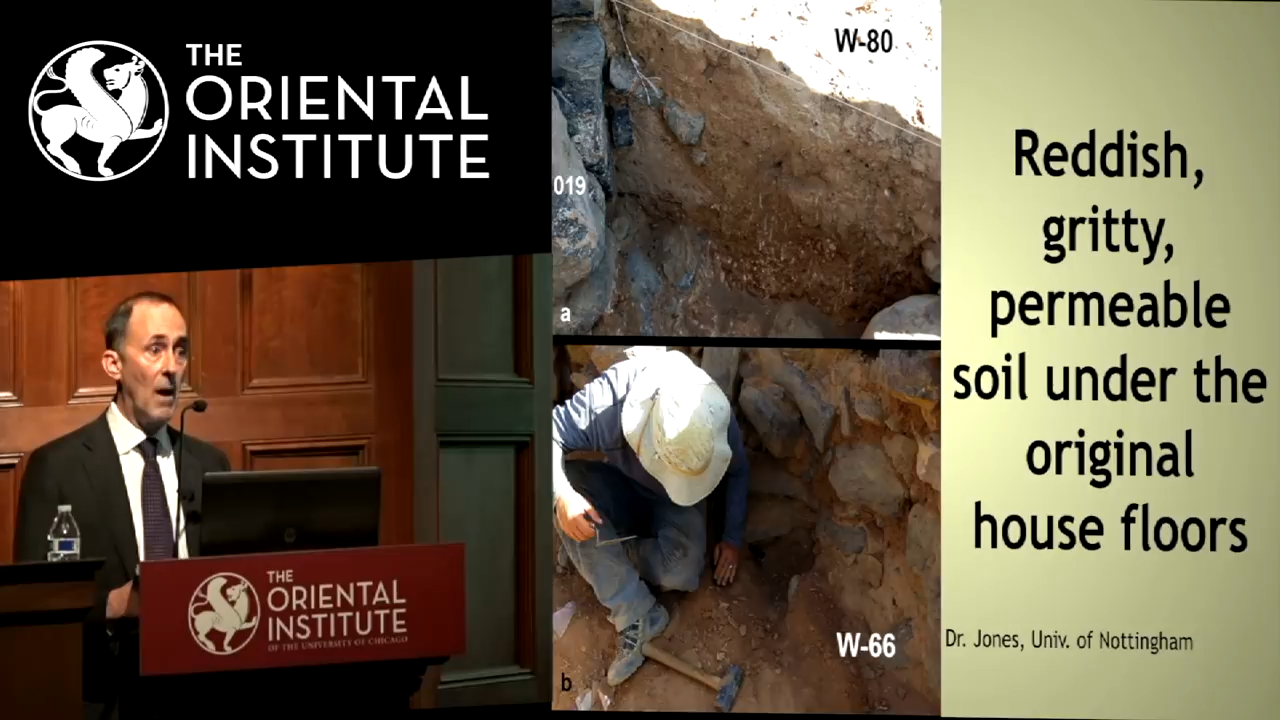 THE
ORIENTAL
INSTITUTE
W-80
019
a
W-66
b
Reddish,
gritty,
permeable
soil under the
original
house floors
Dr. Jones, Univ. of Nottingham
THE
ORIENTAL
INSTITUTE
OF THE UNIVERSITY OF CHICAGO